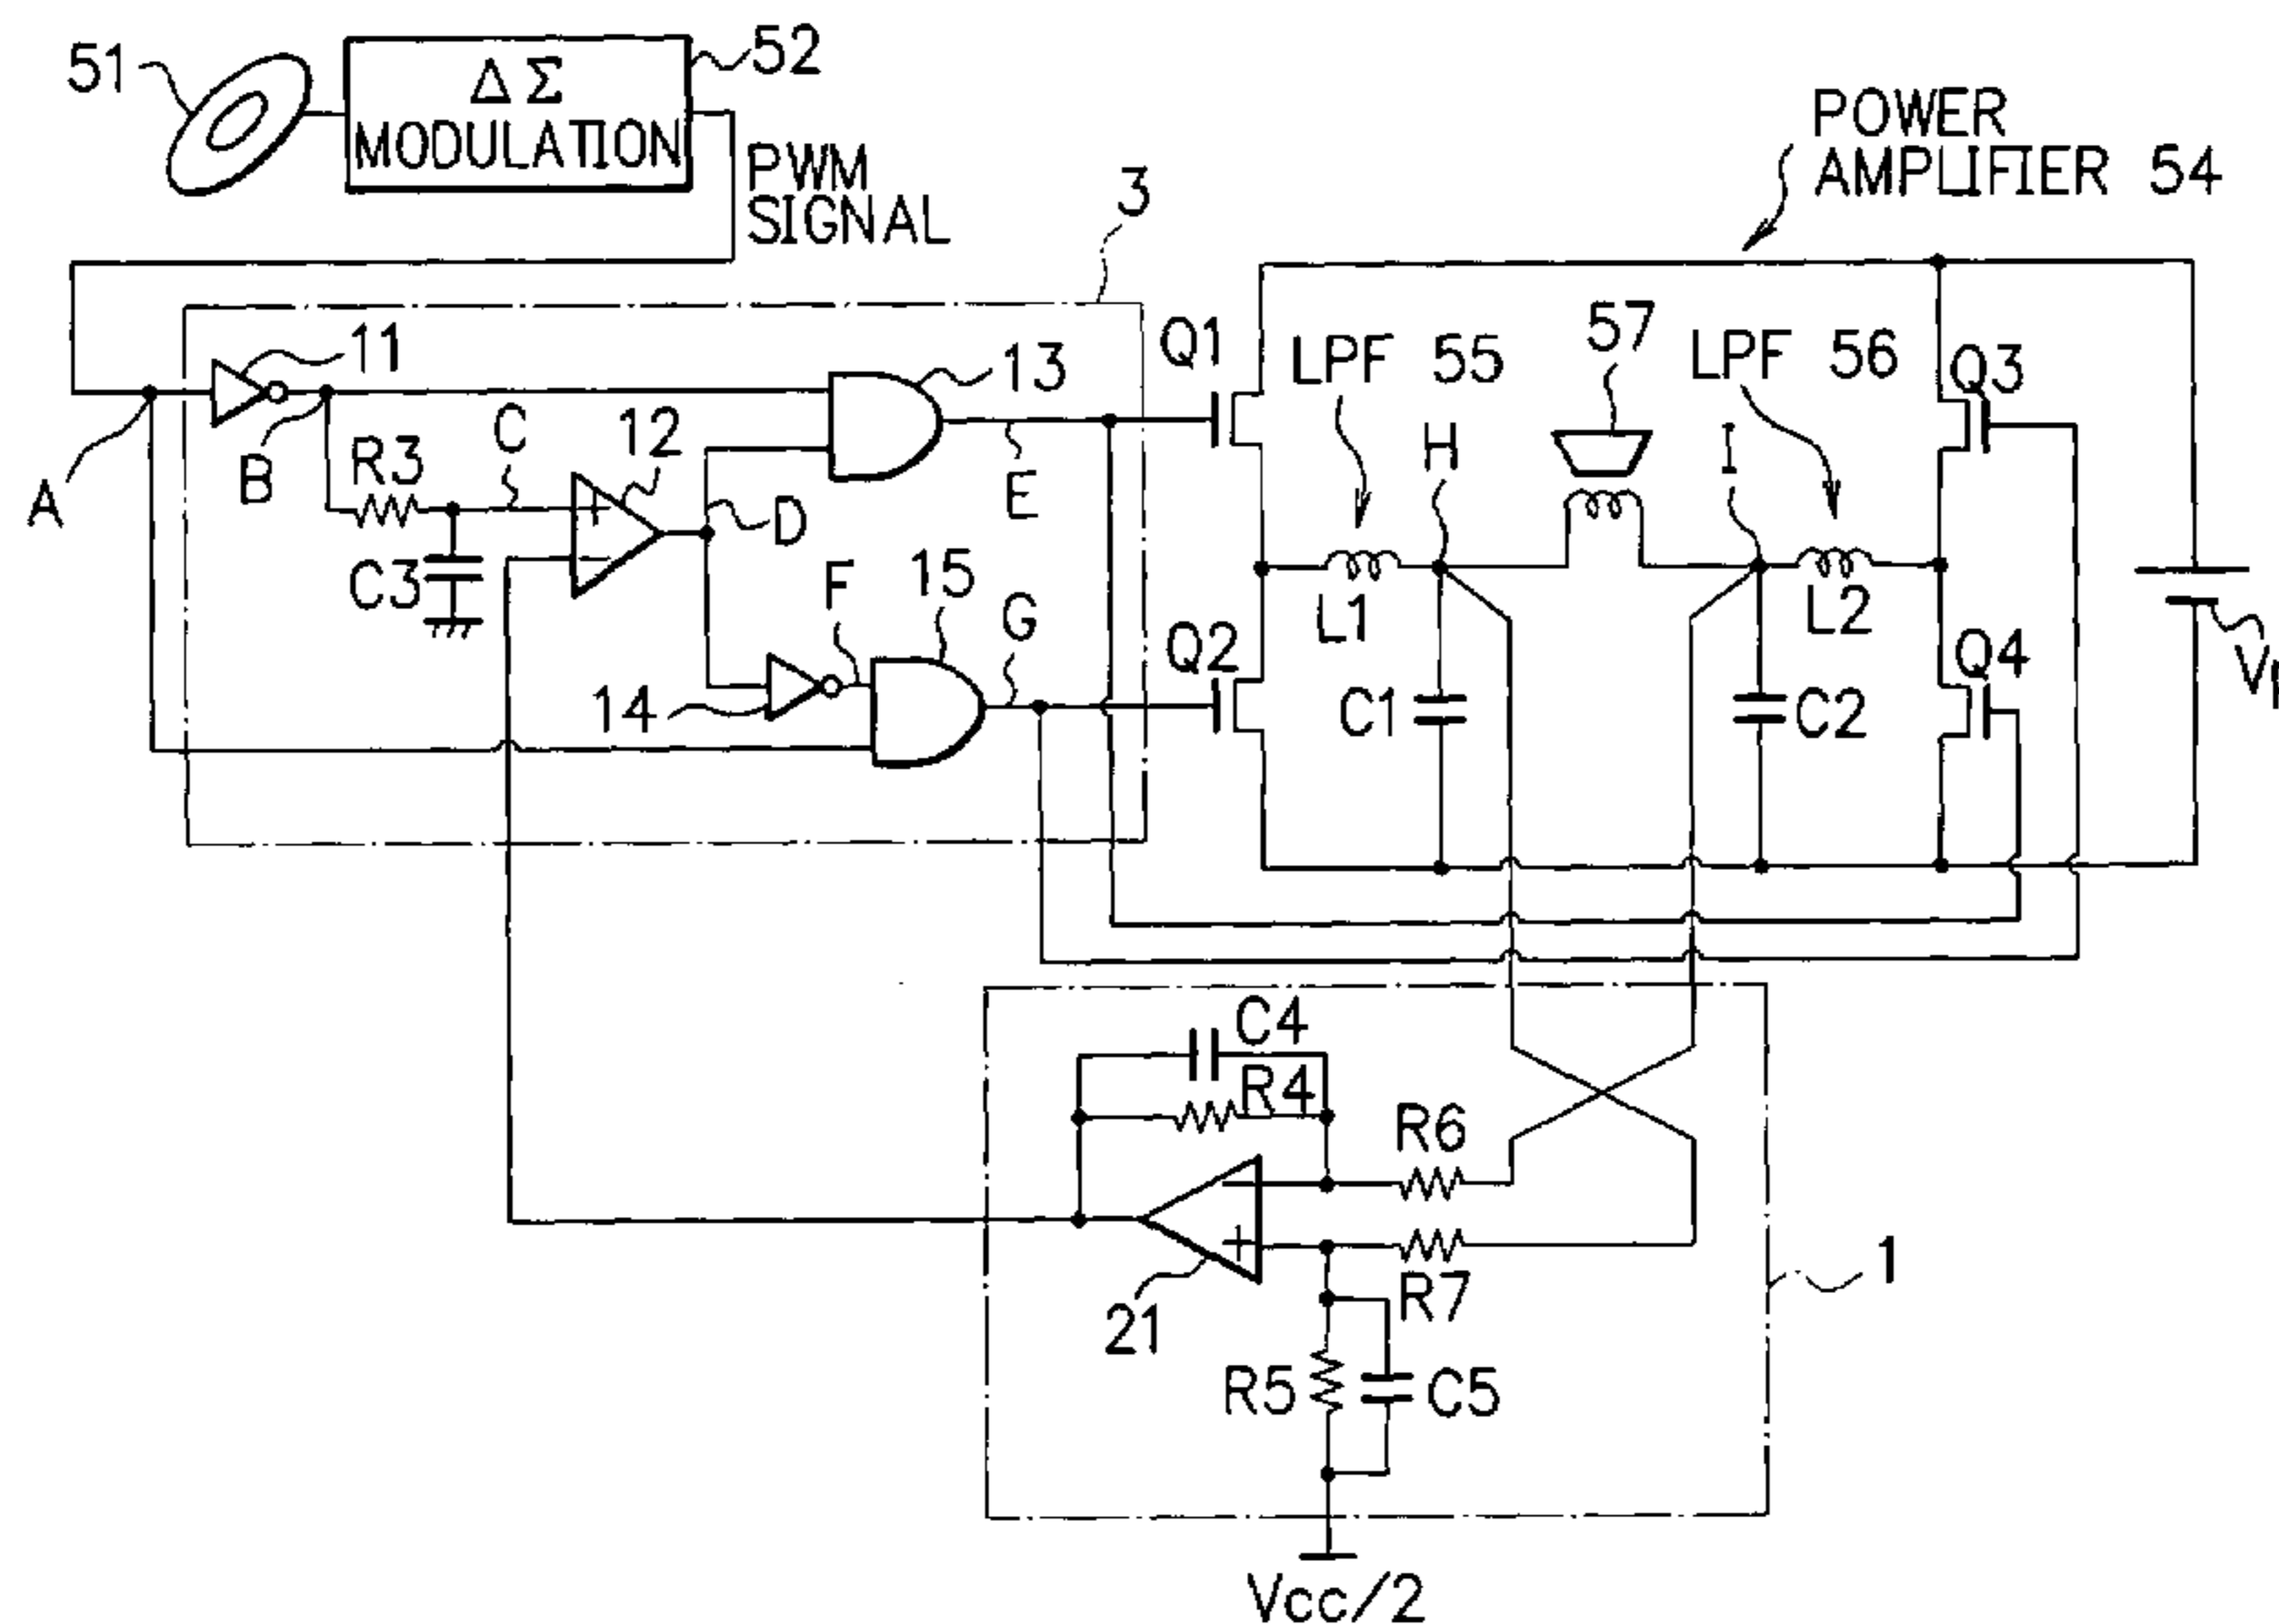 51
ΔΣ
MODULATION
52
PWM
SIGNAL
POWER
AMPLIFIER 54
3
11
13
Q1
LPF 55
57
LPF 56
Q3
A
B
R3
C
12
E
H
I
D
C3
F
15
G
Q2
L1
L2
Q4
14
C1
C2
C4
R4
R6
1
R7
21
R5
C5
Vcc/2
+
−
−
+